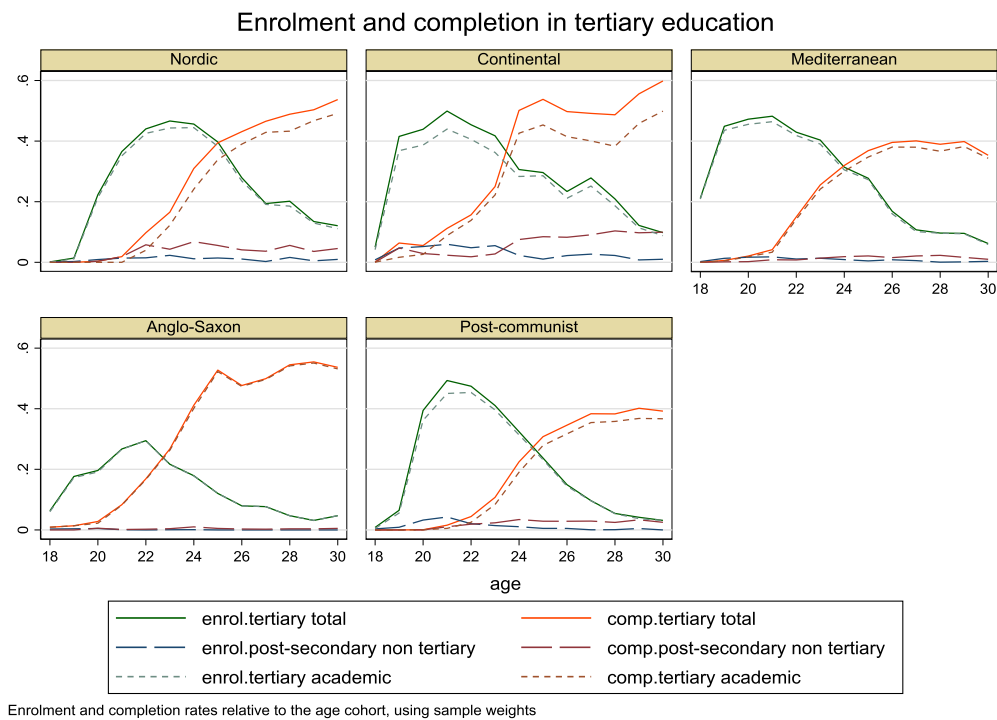 Enrolment and completion in tertiary education
Nordic Continental Mediterranean
.6
.4
.2
0
18 20 22 24 26 28 30
Anglo-Saxon Post-communist
.6
.4
.2
0
18 20 22 24 26 28 30 18 20 22 24 26 28 30
age
enrol.tertiary total comp.tertiary total
enrol.post-secondary non tertiary comp.post-secondary non tertiary
enrol.tertiary academic comp.tertiary academic
Enrolment and completion rates relative to the age cohort, using sample weights